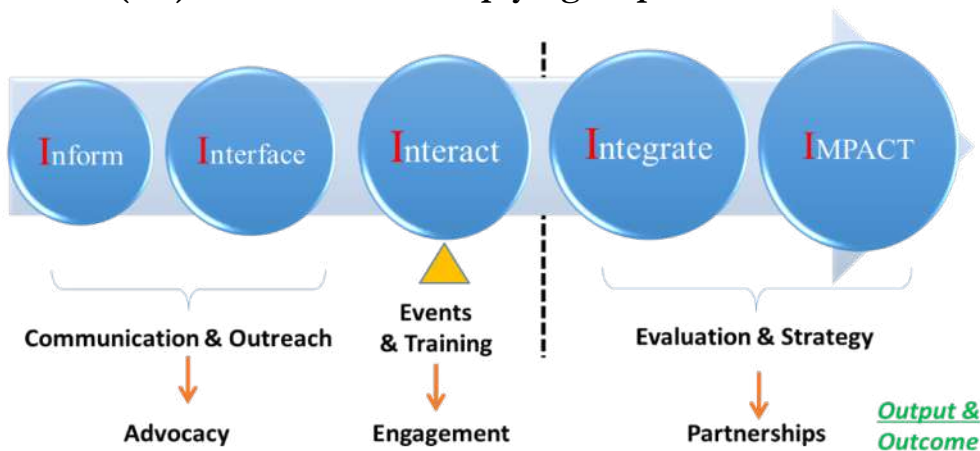 Inform
Interface
Interact
Integrate
IMPACT
Communication & Outreach
Events
& Training
Evaluation & Strategy
Advocacy
Engagement
Partnerships
Output &
Outcome